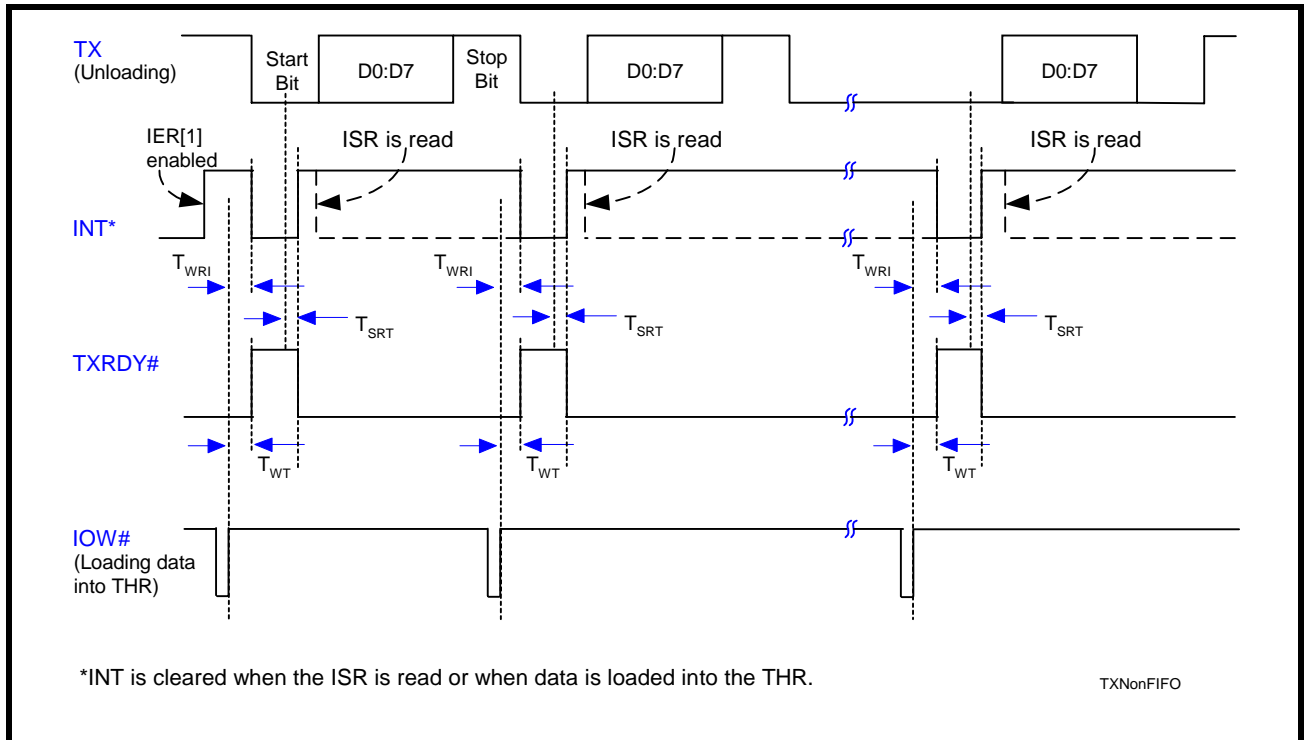 TX
(Unloading)
Start
Bit
D0:D7
Stop
Bit
D0:D7
D0:D7
IER[1]
enabled
ISR is read
ISR is read
ISR is read
INT*
TWRI
TWRI
TWRI
TSRT
TSRT
TSRT
TXRDY#
TWT
TWT
TWT
IOW#
(Loading data
into THR)
*INT is cleared when the ISR is read or when data is loaded into the THR.
TXNonFIFO